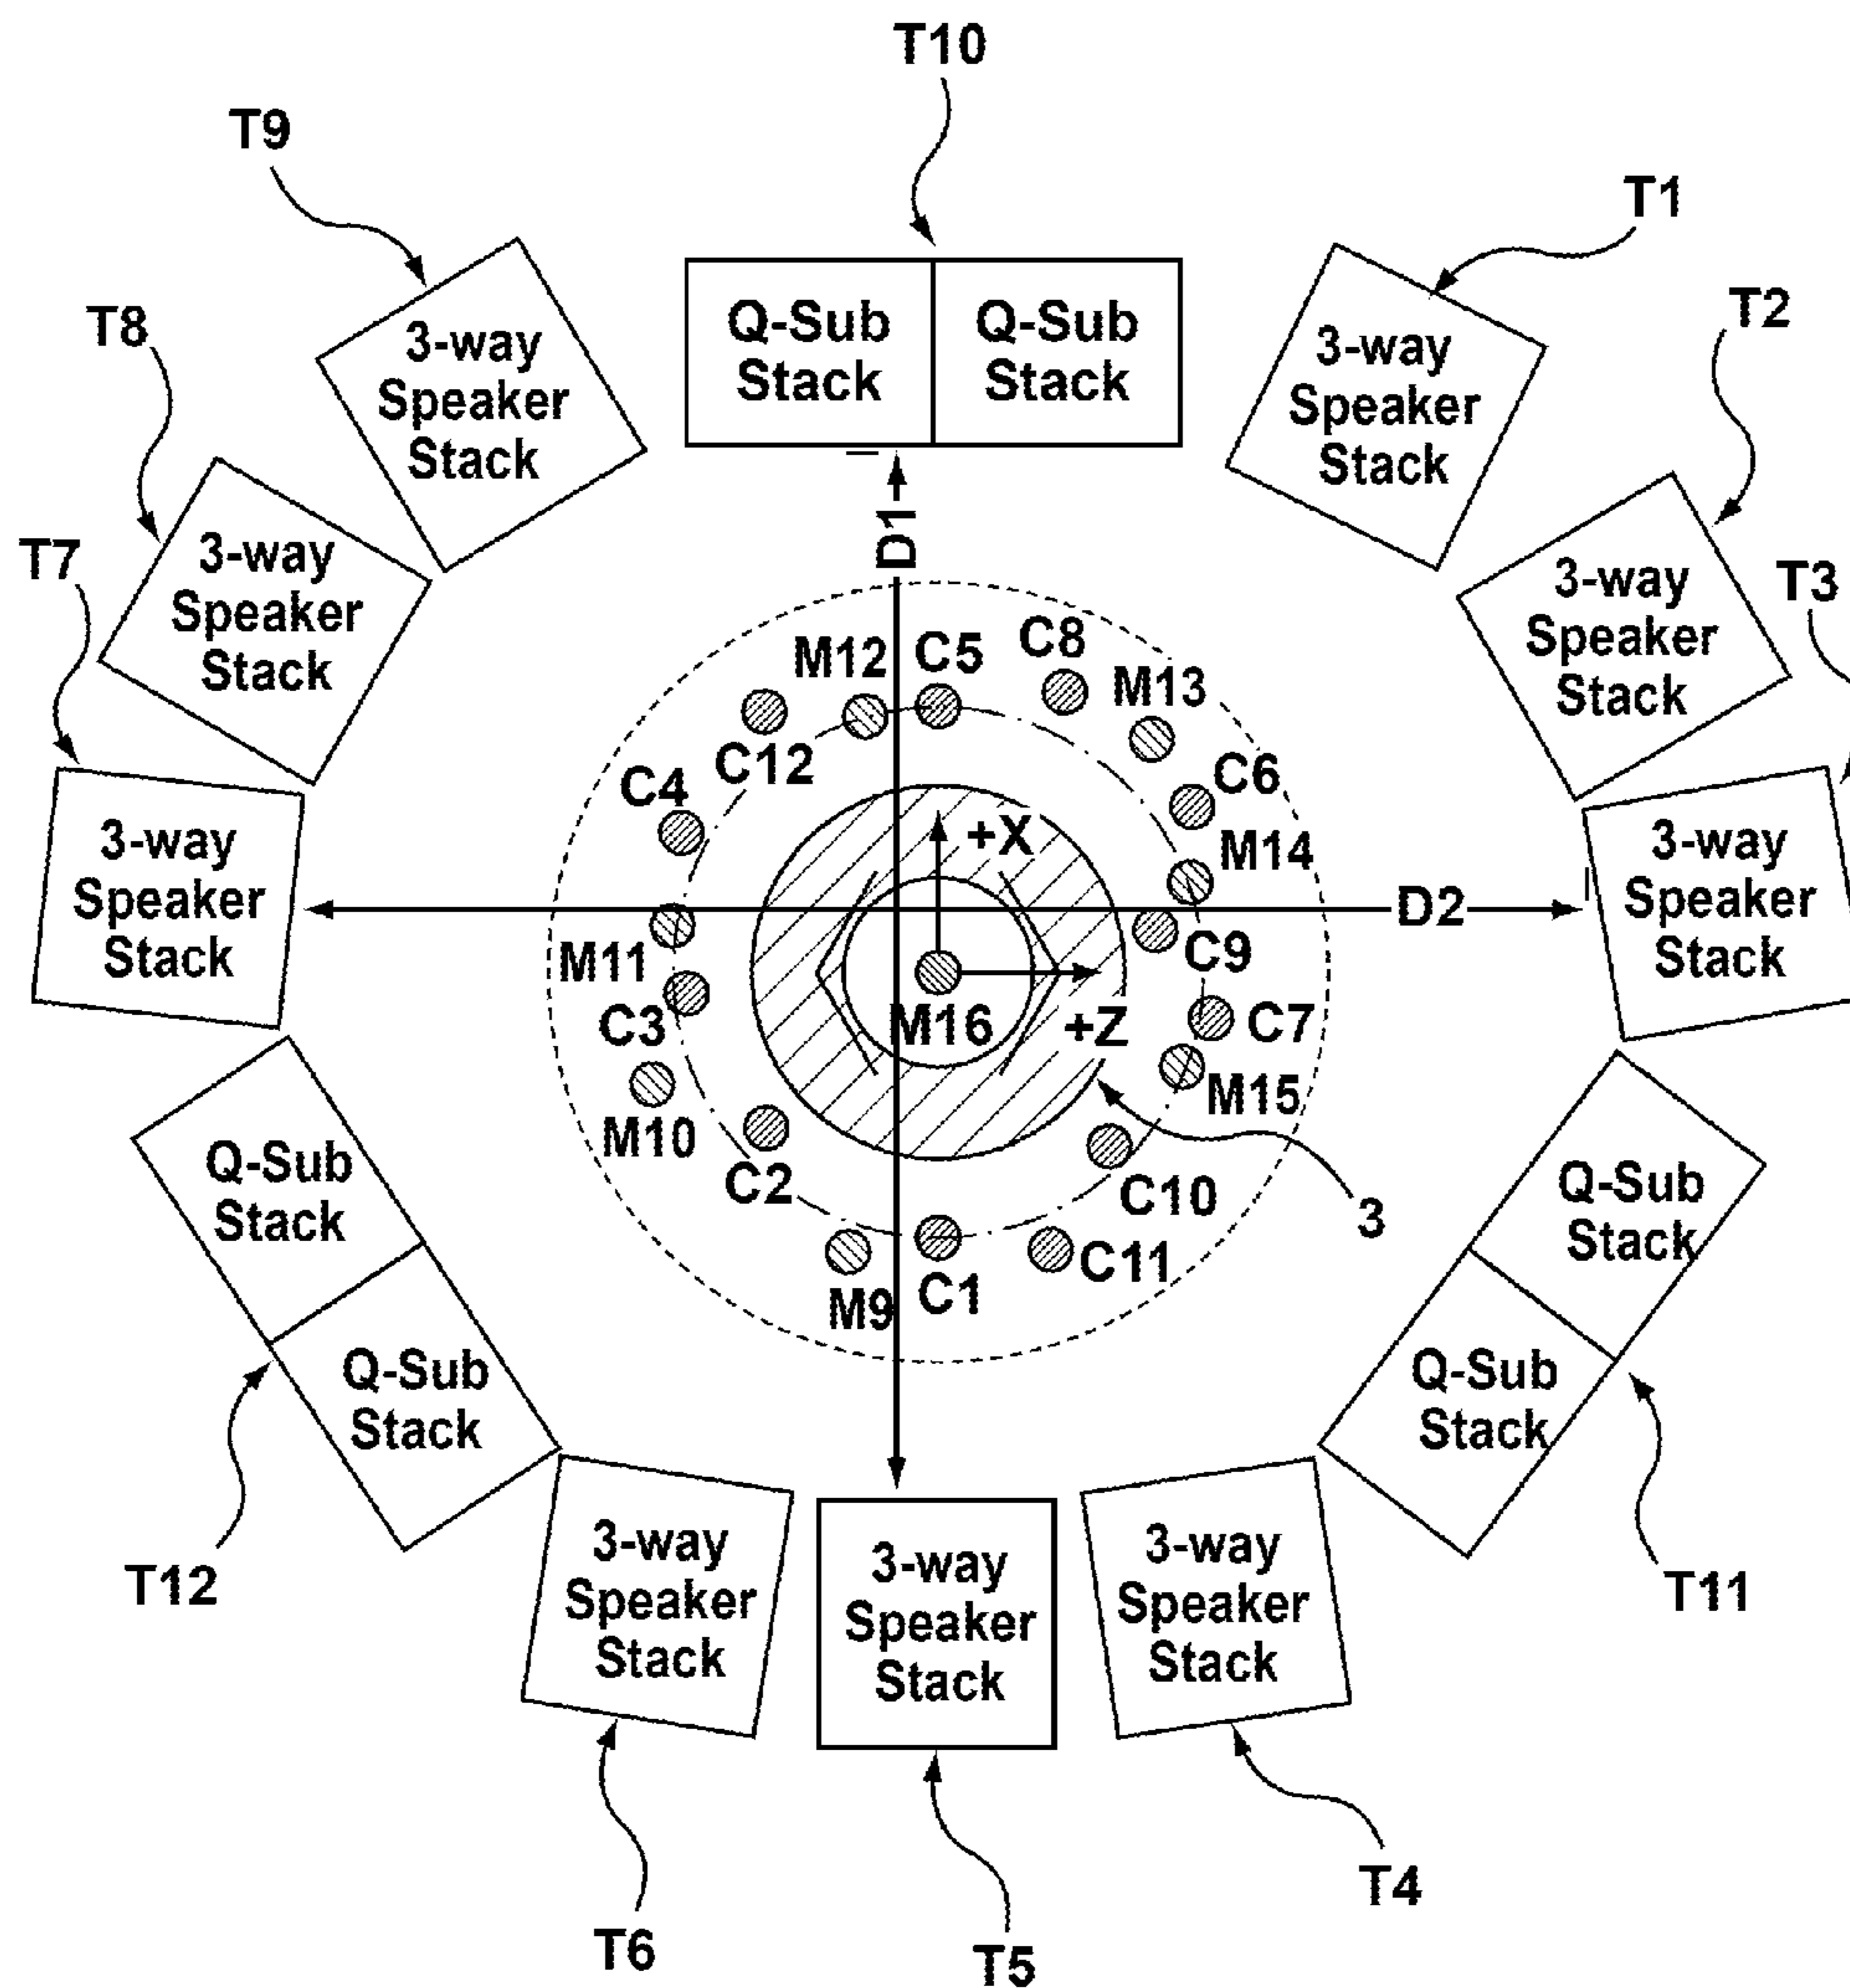 T10
T9
T1
T8
T2
Q-Sub
Stack
Q-Sub
Stack
3-way
Speaker
Stack
3-way
Speaker
Stack
T7
T3
3-way
Speaker
Stack
3-way
Speaker
Stack
D1
M12
C5
C8
M13
C12
C4
C6
+X
M14
3-way
Speaker
Stack
3-way
Speaker
Stack
D2
M11
C9
C3
M16
+Z
C7
M10
M15
C2
C10
3
M9
C1
C11
Q-Sub
Stack
Q-Sub
Stack
Q-Sub
Stack
Q-Sub
Stack
T12
T11
3-way
Speaker
Stack
3-way
Speaker
Stack
3-way
Speaker
Stack
T4
T6
T5